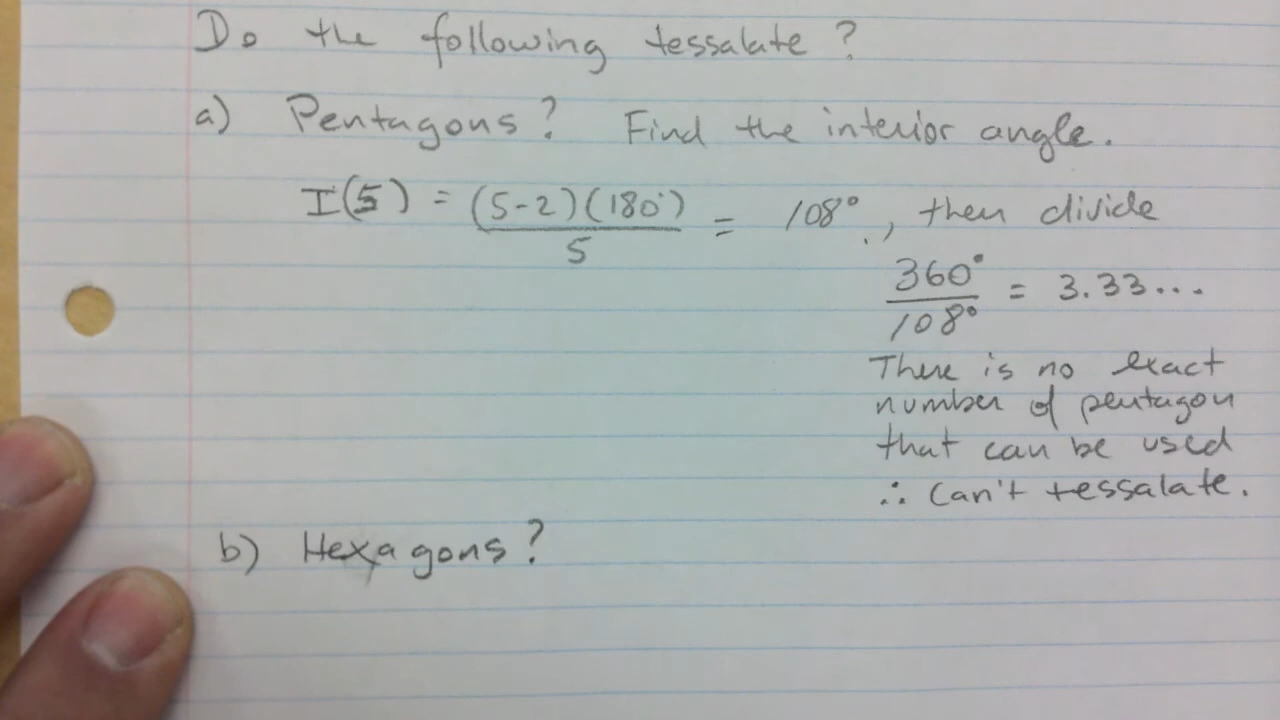 Do the following tessalate?
a) Pentagons? Find the interior angle.
I(5) = (5-2)(180°) / 5 = 108°, then divide
360° / 108° = 3.33...
There is no exact
number of pentagon
that can be used
∴ Can't tessalate.
b) Hexagons?